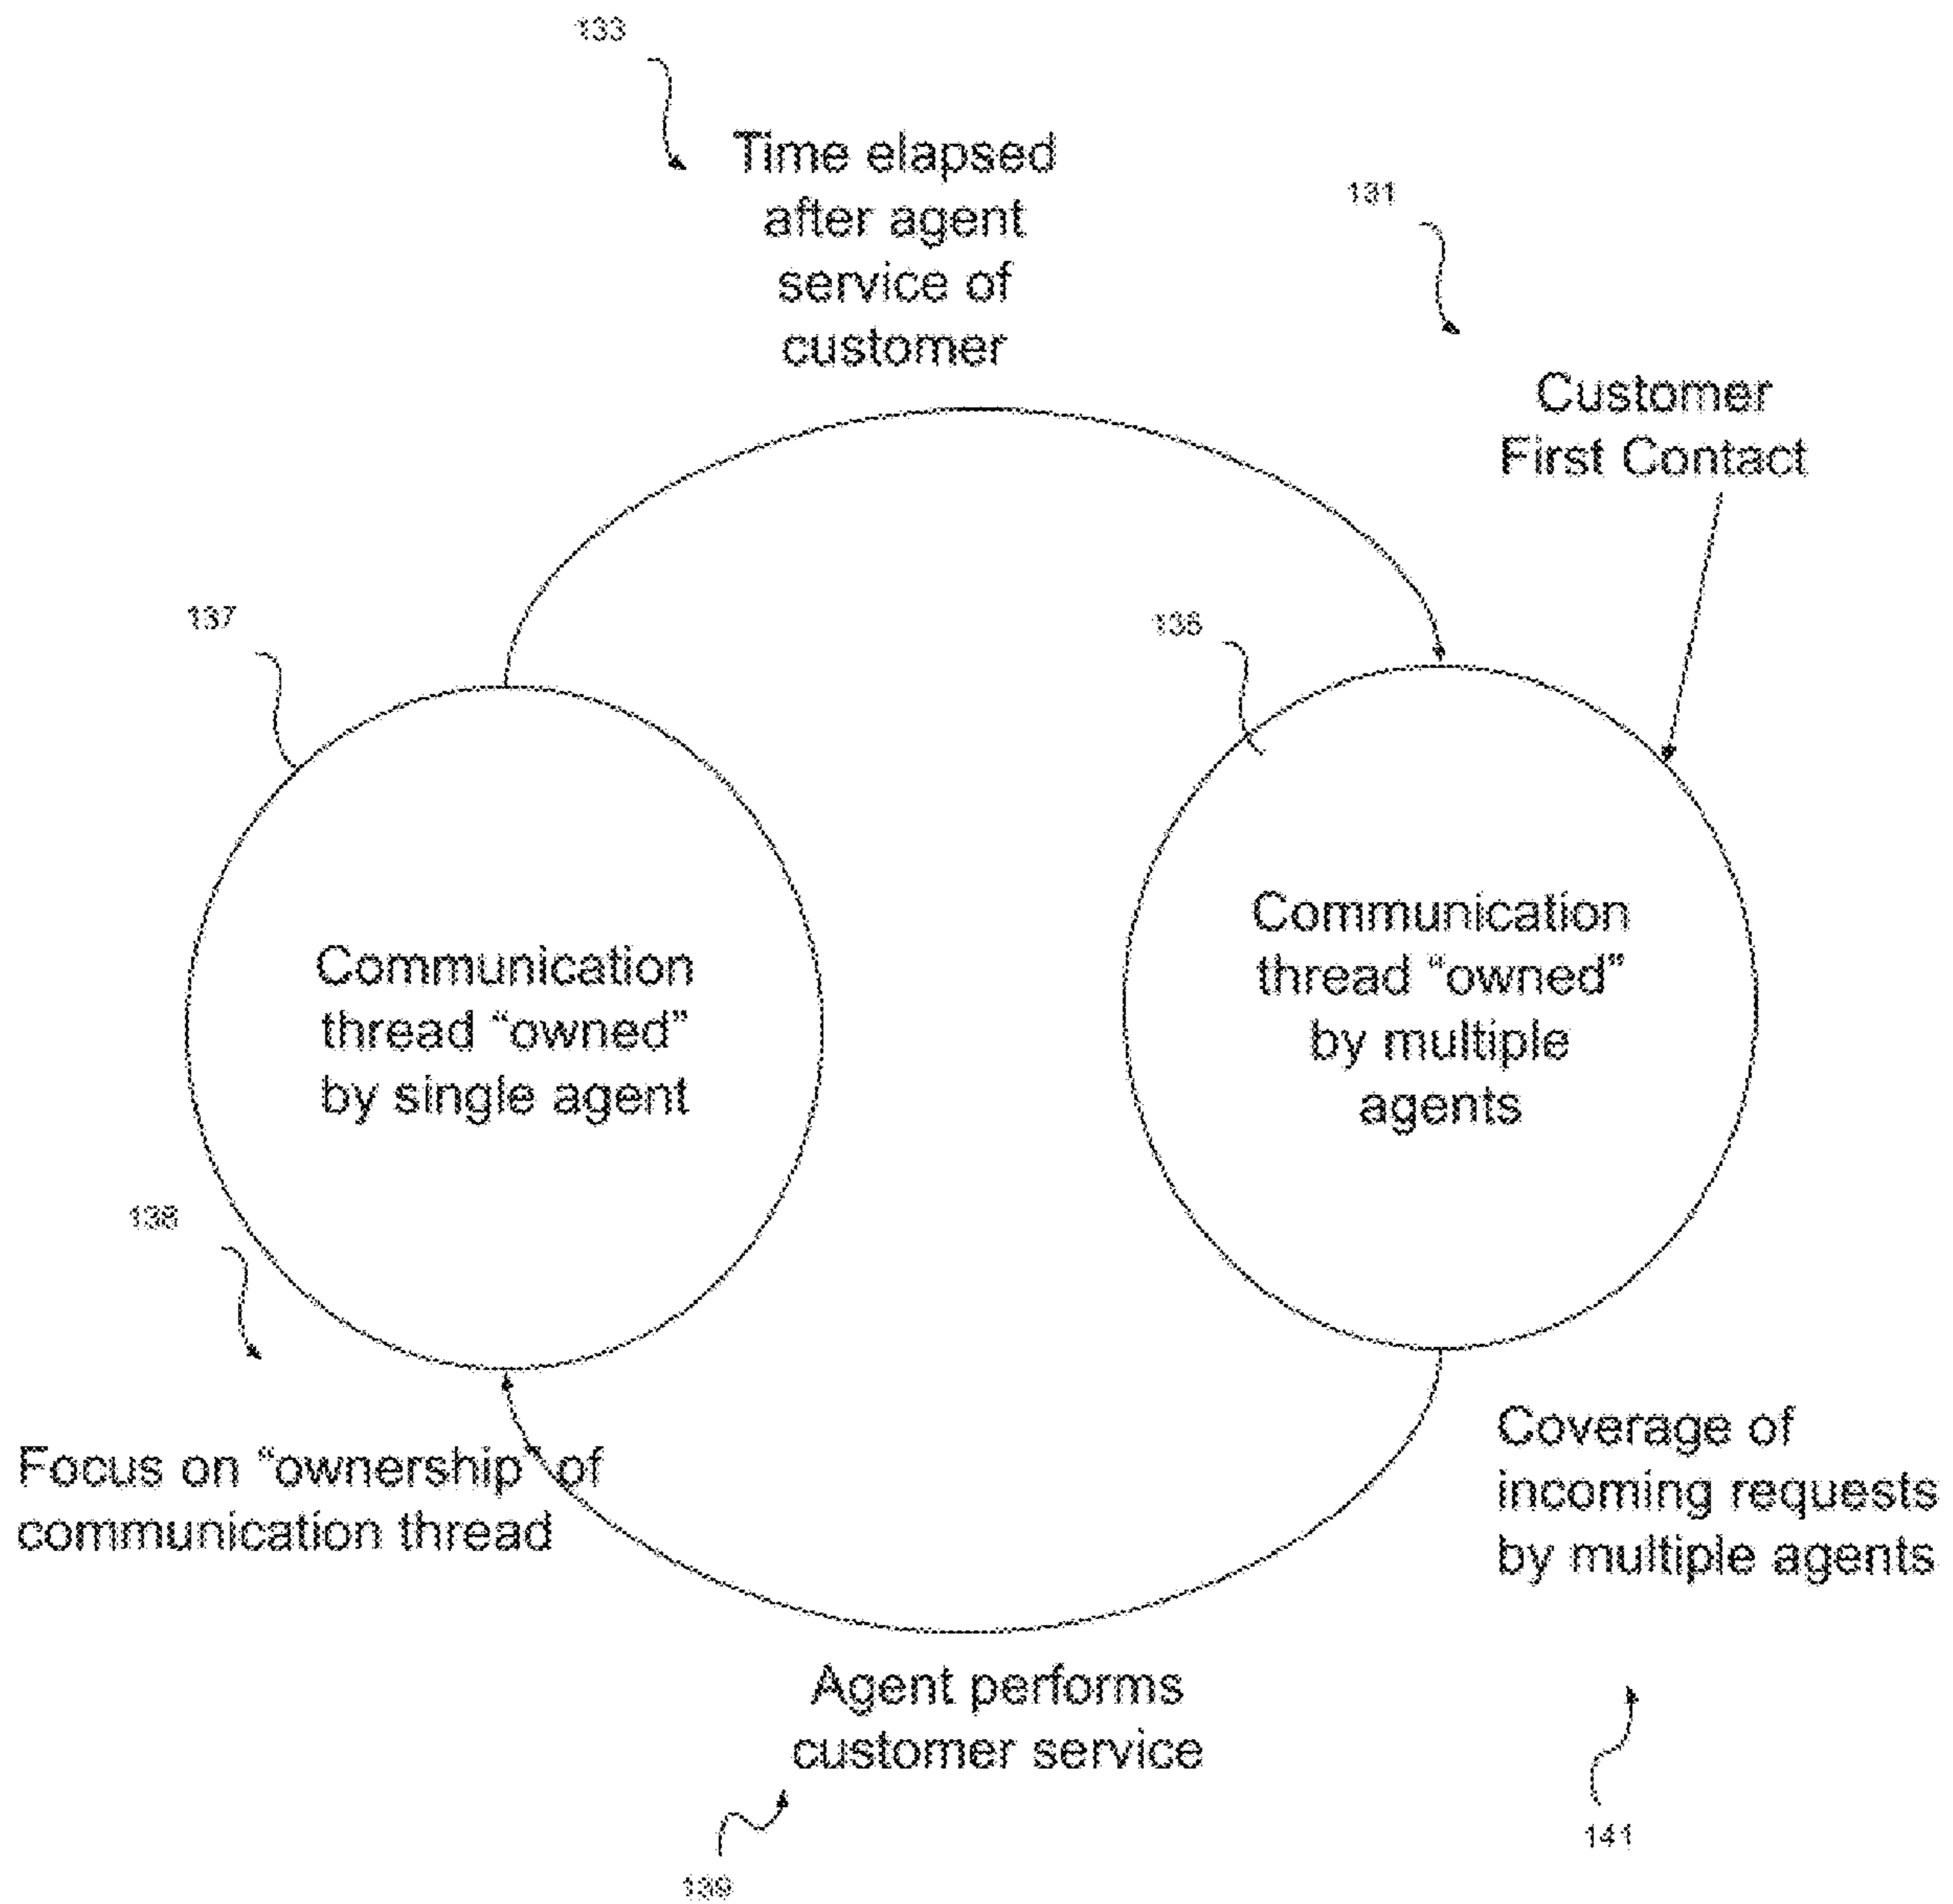 133
Time elapsed
after agent
service of
customer
131
Customer
First Contact
137
135
Communication
thread “owned”
by single agent
Communication
thread “owned”
by multiple
agents
138
Focus on “ownership” of
communication thread
Coverage of
incoming requests
by multiple agents
Agent performs
customer service
139
141